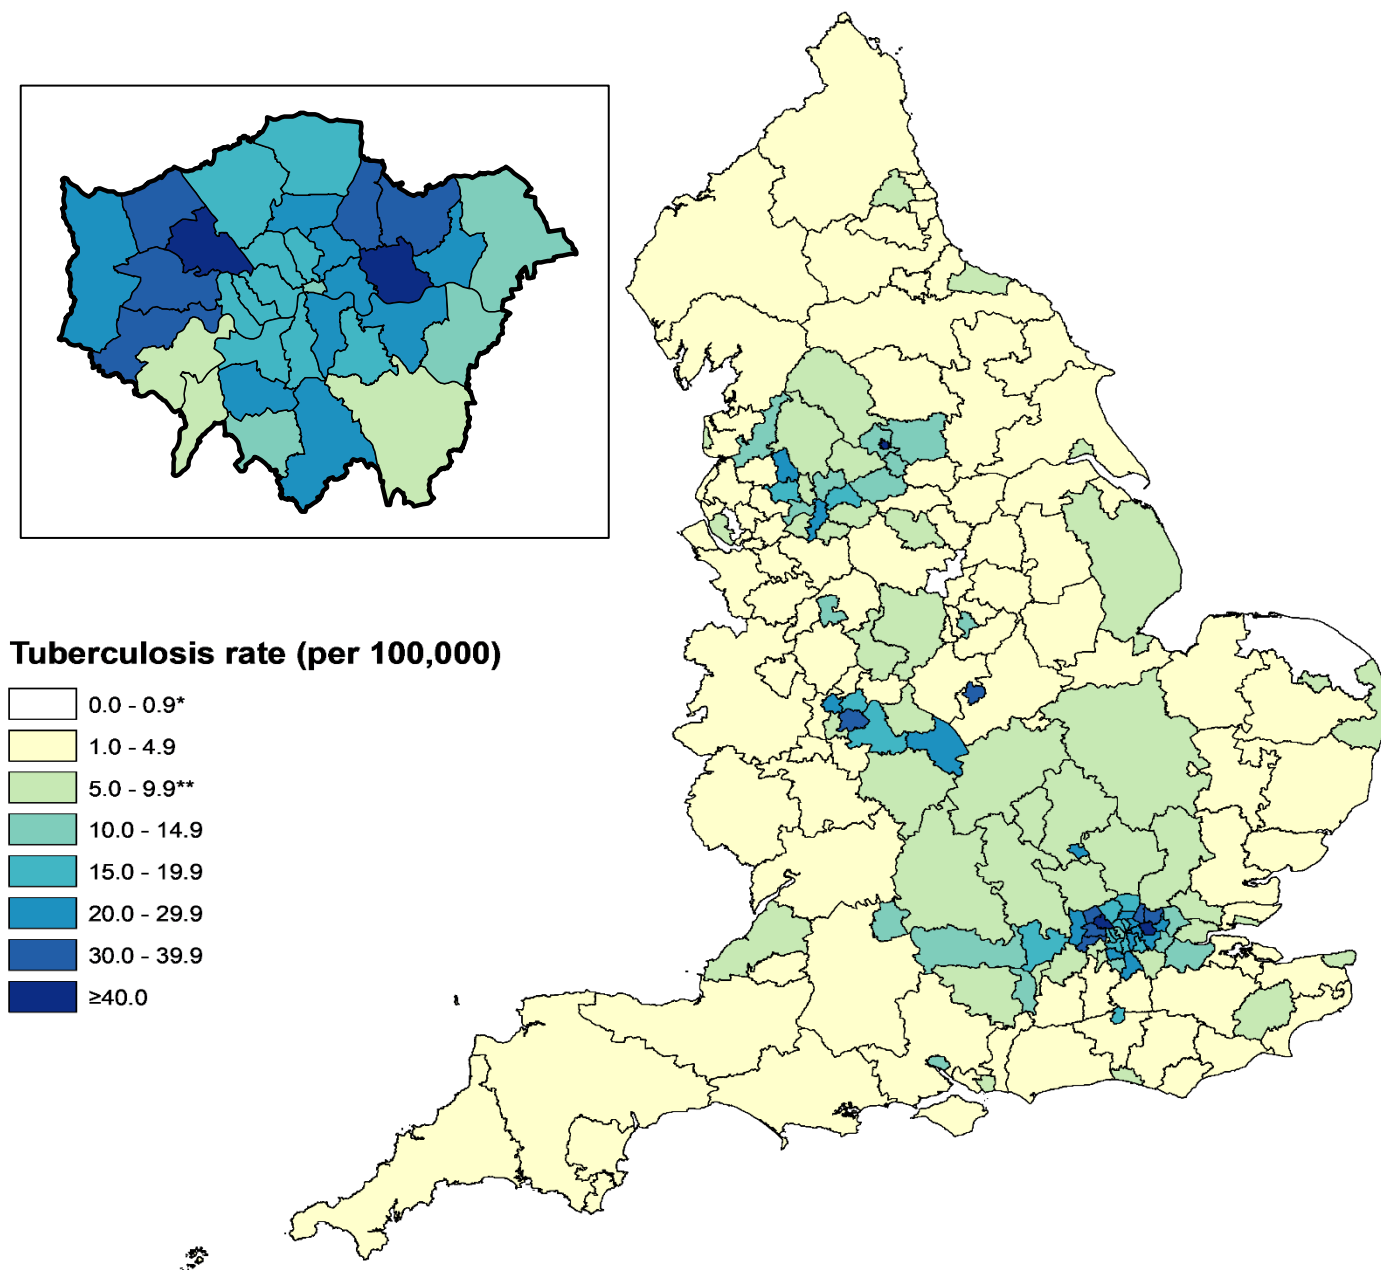 Tuberculosis rate (per 100,000)
0.0 - 0.9*
1.0 - 4.9
5.0 - 9.9**
10.0 - 14.9
15.0 - 19.9
20.0 - 29.9
30.0 - 39.9
≥40.0